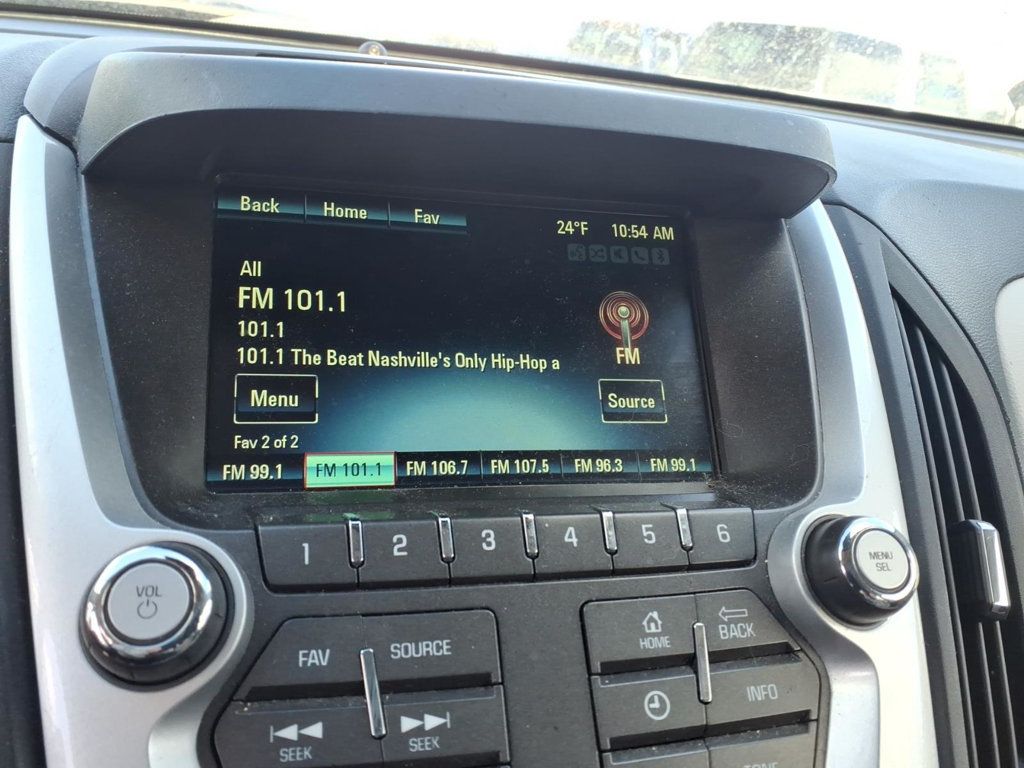 Back Home Fav
24°F 10:54 AM
All
FM 101.1
101.1
101.1 The Beat Nashville's Only Hip-Hop a
FM
Menu
Source
Fav 2 of 2
FM 99.1 FM 101.1 FM 106.7 FM 107.5 FM 96.3 FM 99.1
1 2 3 4 5 6
VOL
MENU
SEL
FAV SOURCE
HOME BACK
SEEK SEEK
INFO
TONE